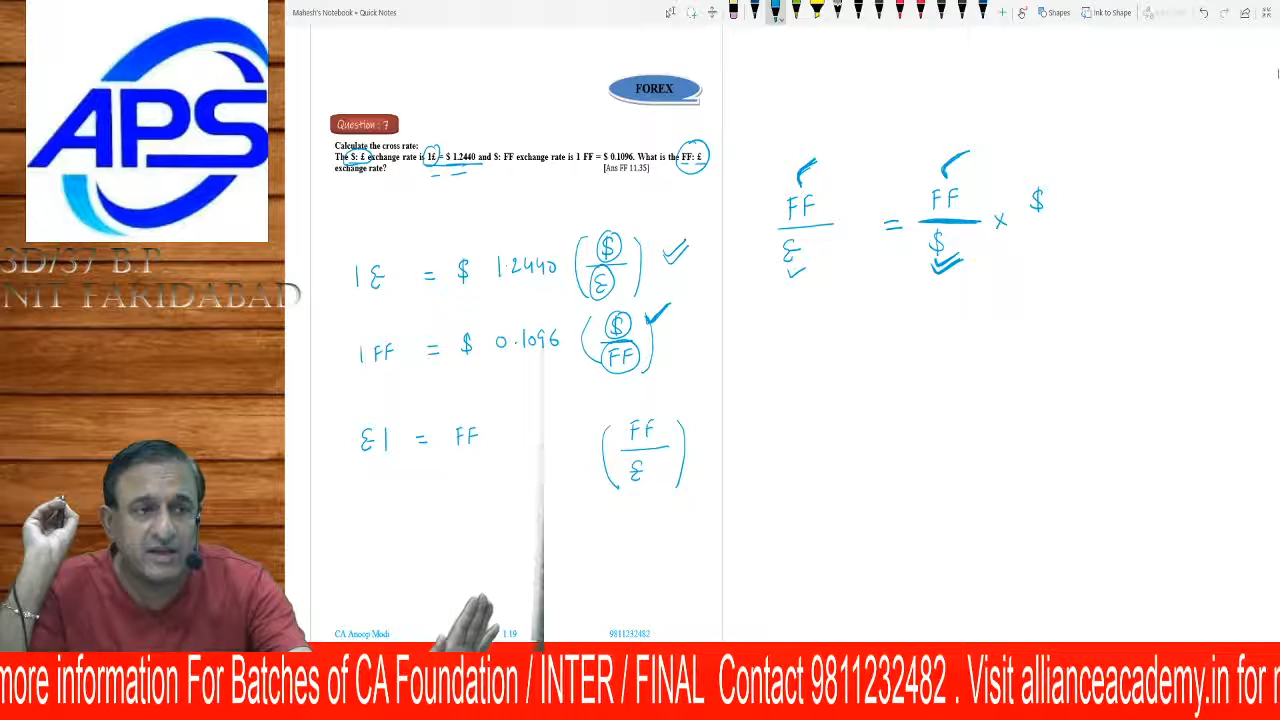 Mahesh's Notebook » Quick Notes
Shapes
Ink to Shape
APS
3D/37 B.P.
NIT FARIDABAD
FOREX
Question : 7
Calculate the cross rate:
The $: £ exchange rate is 1£ = $ 1.2440 and $: FF exchange rate is 1 FF = $ 0.1096. What is the FF: £
exchange rate? [Ans FF 11.35]
1 £ = $ 1.2440 ($/£)
1 FF = $ 0.1096 ($/FF)
£1 = FF (FF/£)
FF/£ = FF/$ × $
CA Anoop Modi 1.19 9811232482
more information For Batches of CA Foundation / INTER / FINAL Contact 9811232482 . Visit allianceacademy.in for